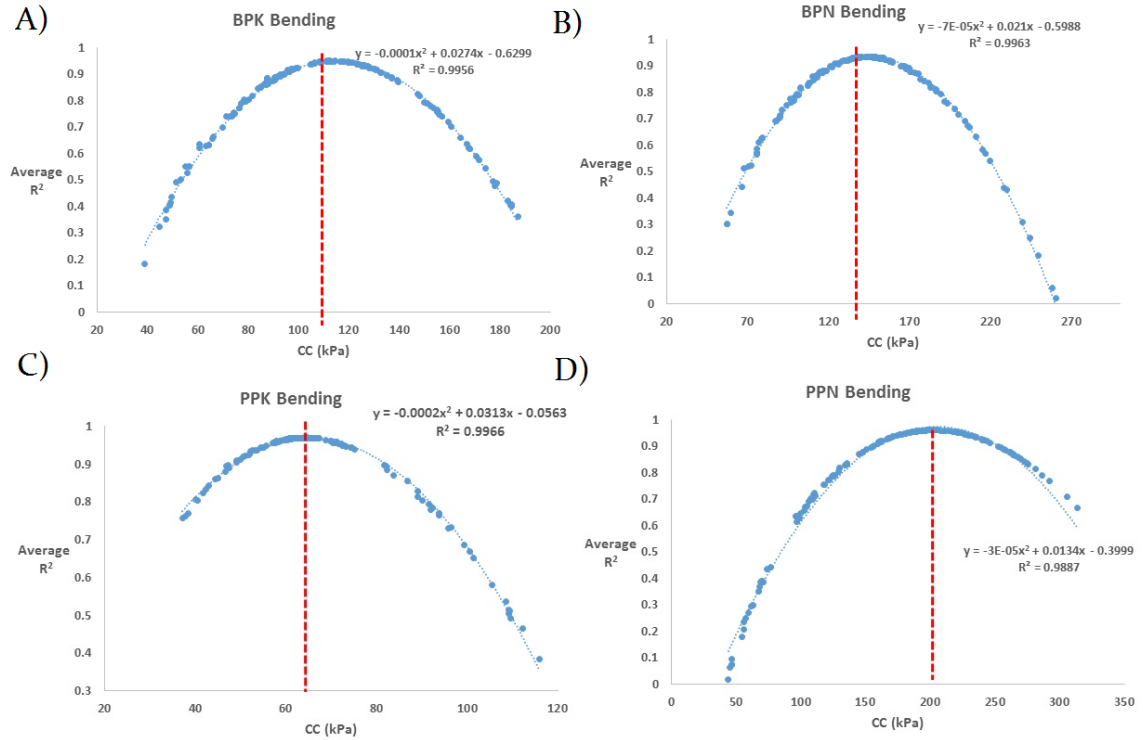 A)
BPK Bending
y = -0.0001x² + 0.0274x - 0.6299
R² = 0.9956
1
0.9
0.8
0.7
0.6
0.5
0.4
0.3
0.2
0.1
0
Average
R²
20 40 60 80 100 120 140 160 180 200
CC (kPa)
B)
BPN Bending
y = -7E-05x² + 0.021x - 0.5988
R² = 0.9963
1
0.9
0.8
0.7
0.6
0.5
0.4
0.3
0.2
0.1
0
Average
R²
20 70 120 170 220 270
CC (kPa)
C)
PPK Bending
y = -0.0002x² + 0.0313x - 0.0563
R² = 0.9966
1
0.9
0.8
0.7
0.6
0.5
0.4
0.3
Average
R²
20 40 60 80 100 120
CC (kPa)
D)
PPN Bending
1
0.9
0.8
0.7
0.6
0.5
0.4
0.3
0.2
0.1
0
Average
R²
y = -3E-05x² + 0.0134x - 0.3999
R² = 0.9887
0 50 100 150 200 250 300 350
CC (kPa)